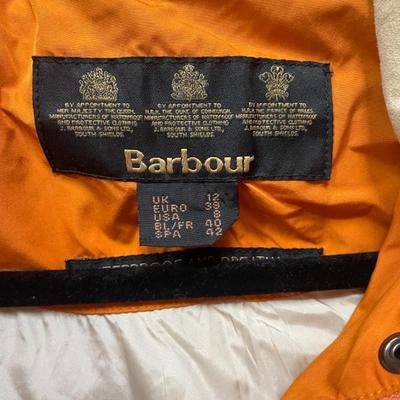 BY APPOINTMENT TO
HER MAJESTY THE QUEEN
MANUFACTURERS OF WATERPROOF
AND PROTECTIVE CLOTHING
J. BARBOUR & SONS LTD,
SOUTH SHIELDS.
BY APPOINTMENT TO
H.R.H. THE DUKE OF EDINBURGH
MANUFACTURERS OF WATERPROOF
AND PROTECTIVE CLOTHING
J. BARBOUR & SONS LTD,
SOUTH SHIELDS.
BY APPOINTMENT TO
H.R.H. THE PRINCE OF WALES
MANUFACTURERS OF WATERPROOF
AND PROTECTIVE CLOTHING
J. BARBOUR & SONS LTD,
SOUTH SHIELDS.
Barbour
UK 12
EURO 38
USA 8
BL/FR 40
SPA 42